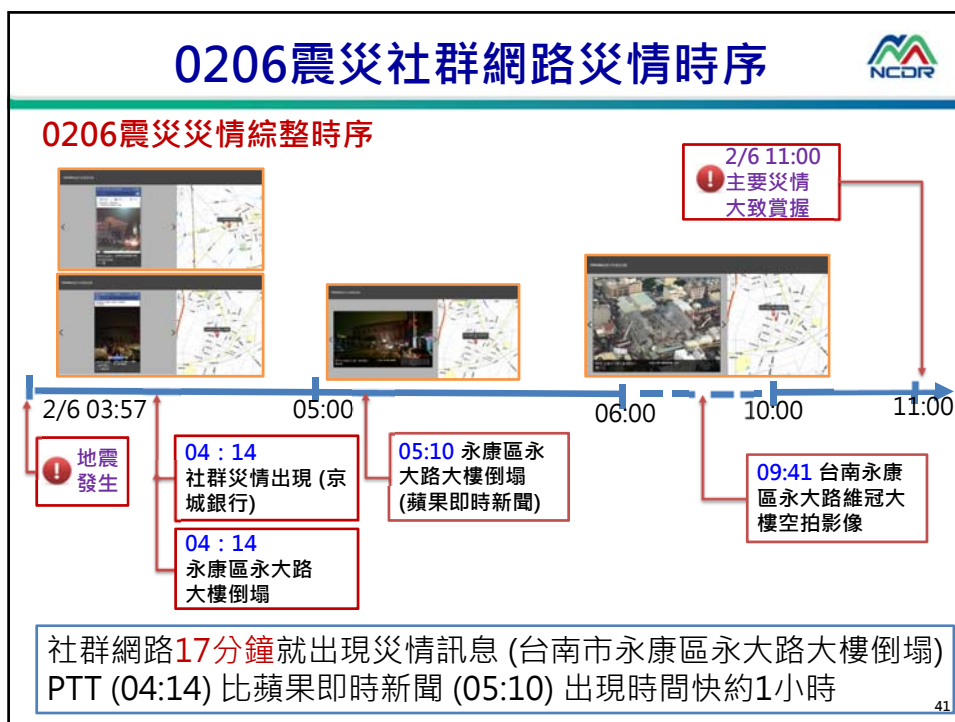 0206震災社群網路災情時序
NCDR
0206震災災情綜整時序
2/6 11:00
主要災情
大致賞握
2/6 03:57
05:00
06:00
10:00
11:00
地震
發生
04:14
社群災情出現 (京
城銀行)
04:14
永康區永大路
大樓倒塌
05:10 永康區永
大路大樓倒塌
(蘋果即時新聞)
09:41 台南永康
區永大路維冠大
樓空拍影像
社群網路17分鐘就出現災情訊息 (台南市永康區永大路大樓倒塌)
PTT (04:14) 比蘋果即時新聞 (05:10) 出現時間快約1小時
41